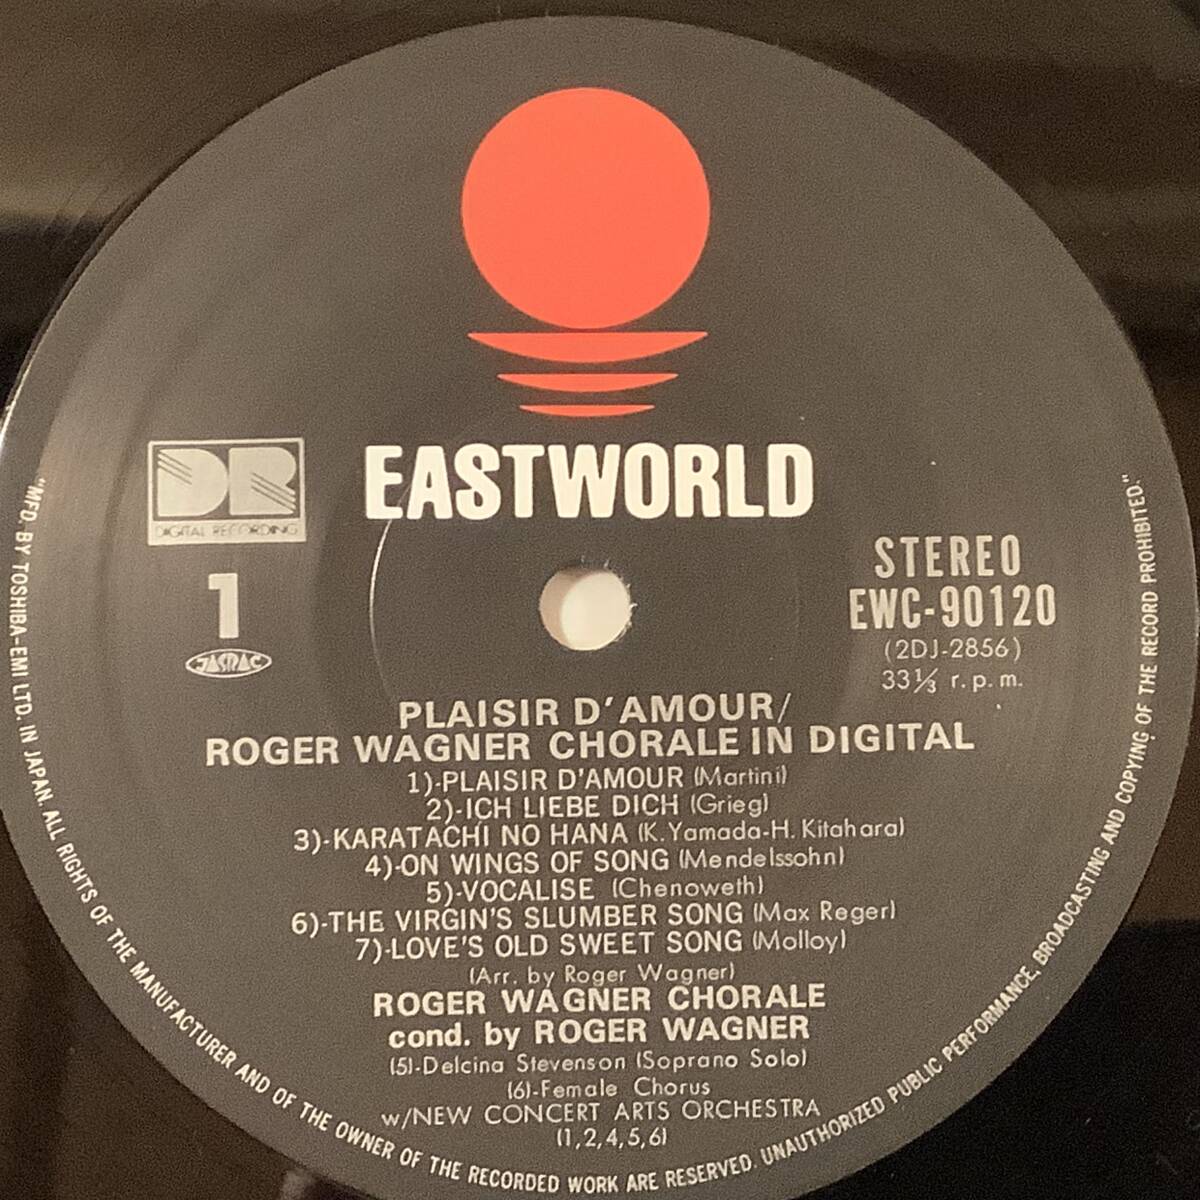 EASTWORLD
DR
DIGITAL RECORDING
1
JASRAC
STEREO
EWC-90120
(2DJ-2856)
33⅓ r.p.m.
PLAISIR D'AMOUR/
ROGER WAGNER CHORALE IN DIGITAL
1)-PLAISIR D'AMOUR (Martini)
2)-ICH LIEBE DICH (Grieg)
3)-KARATACHI NO HANA (K.Yamada-H. Kitahara)
4)-ON WINGS OF SONG (Mendelssohn)
5)-VOCALISE (Chenoweth)
6)-THE VIRGIN'S SLUMBER SONG (Max Reger)
7)-LOVE'S OLD SWEET SONG (Molloy)
(Arr. by Roger Wagner)
ROGER WAGNER CHORALE
cond. by ROGER WAGNER
(5)-Delcina Stevenson (Soprano Solo)
(6)-Female Chorus
w/NEW CONCERT ARTS ORCHESTRA
(1,2,4,5,6)
"MFD. BY TOSHIBA-EMI LTD. IN JAPAN. ALL RIGHTS OF THE MANUFACTURER AND OF THE OWNER OF THE RECORDED WORK ARE RESERVED. UNAUTHORIZED PUBLIC PERFORMANCE, BROADCASTING AND COPYING OF THE RECORD PROHIBITED."